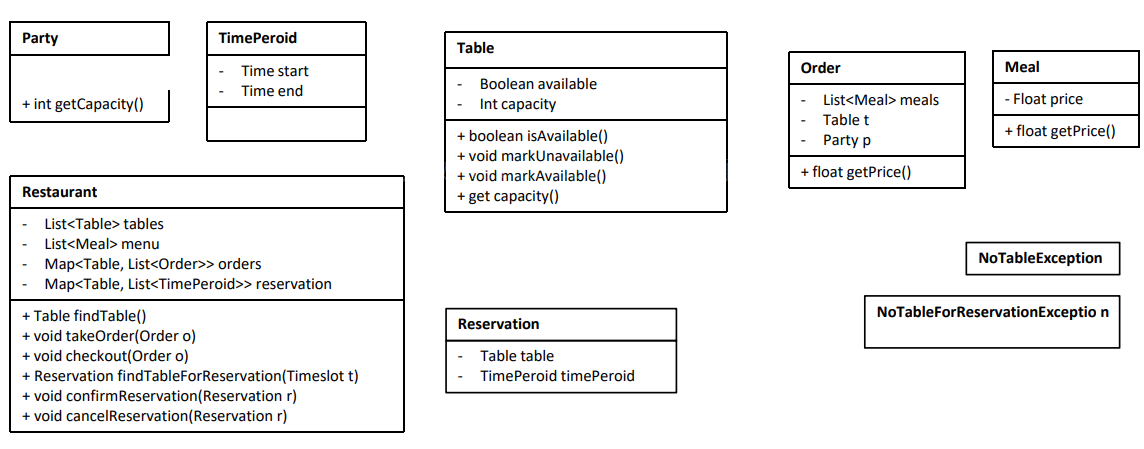 Party
+ int getCapacity()
TimePeroid
- Time start
- Time end
Table
- Boolean available
- Int capacity
+ boolean isAvailable()
+ void markUnavailable()
+ void markAvailable()
+ get capacity()
Order
- List<Meal> meals
- Table t
- Party p
+ float getPrice()
Meal
- Float price
+ float getPrice()
Restaurant
- List<Table> tables
- List<Meal> menu
- Map<Table, List<Order>> orders
- Map<Table, List<TimePeroid>> reservation
+ Table findTable()
+ void takeOrder(Order o)
+ void checkout(Order o)
+ Reservation findTableForReservation(Timeslot t)
+ void confirmReservation(Reservation r)
+ void cancelReservation(Reservation r)
Reservation
- Table table
- TimePeroid timePeroid
NoTableException
NoTableForReservationExceptio n